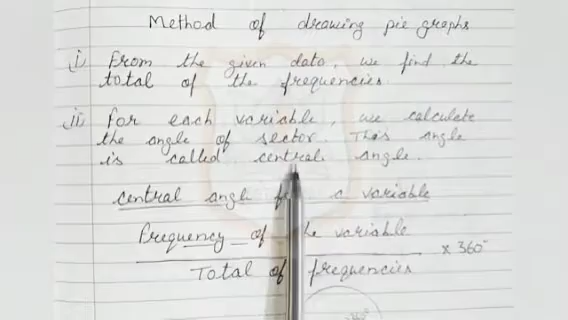 Method of drawing pie graphs
i) From the given data, we find the
total of the frequencies.
ii) For each variable, we calculate
the angle of sector. This angle
is called central angle.
central angle a variable
Frequency of variable
x 360°
Total of frequencies